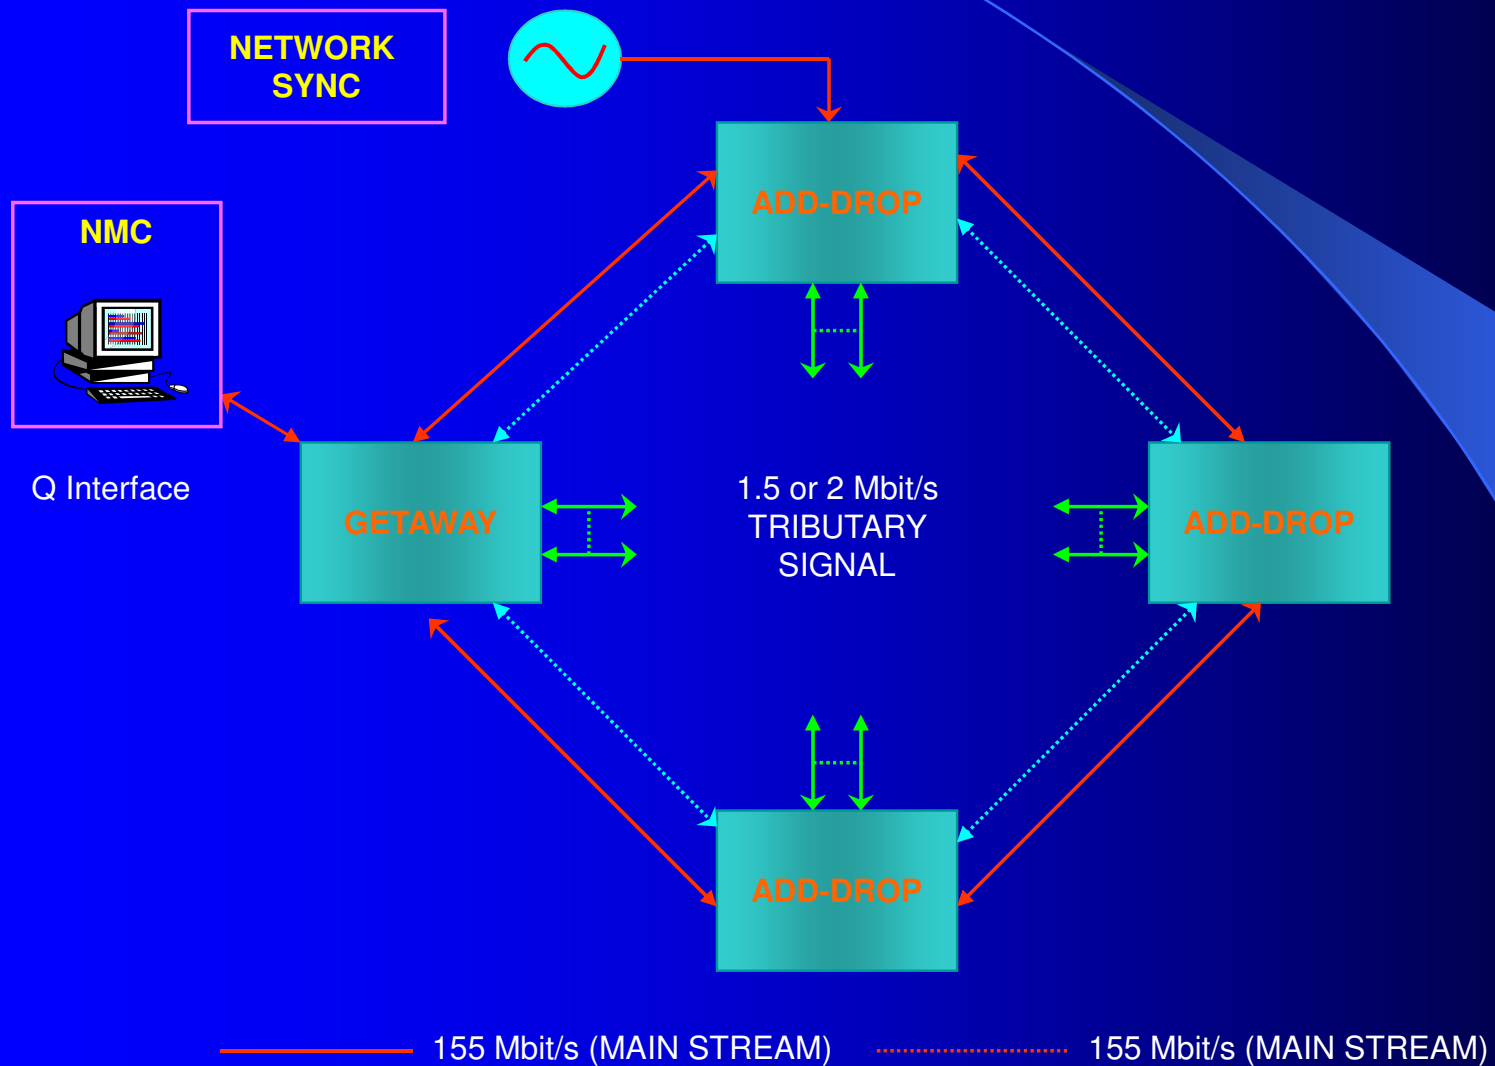 NETWORK
SYNC
NMC
ADD-DROP
Q Interface
GETAWAY
1.5 or 2 Mbit/s
TRIBUTARY
SIGNAL
ADD-DROP
ADD-DROP
155 Mbit/s (MAIN STREAM)
155 Mbit/s (MAIN STREAM)